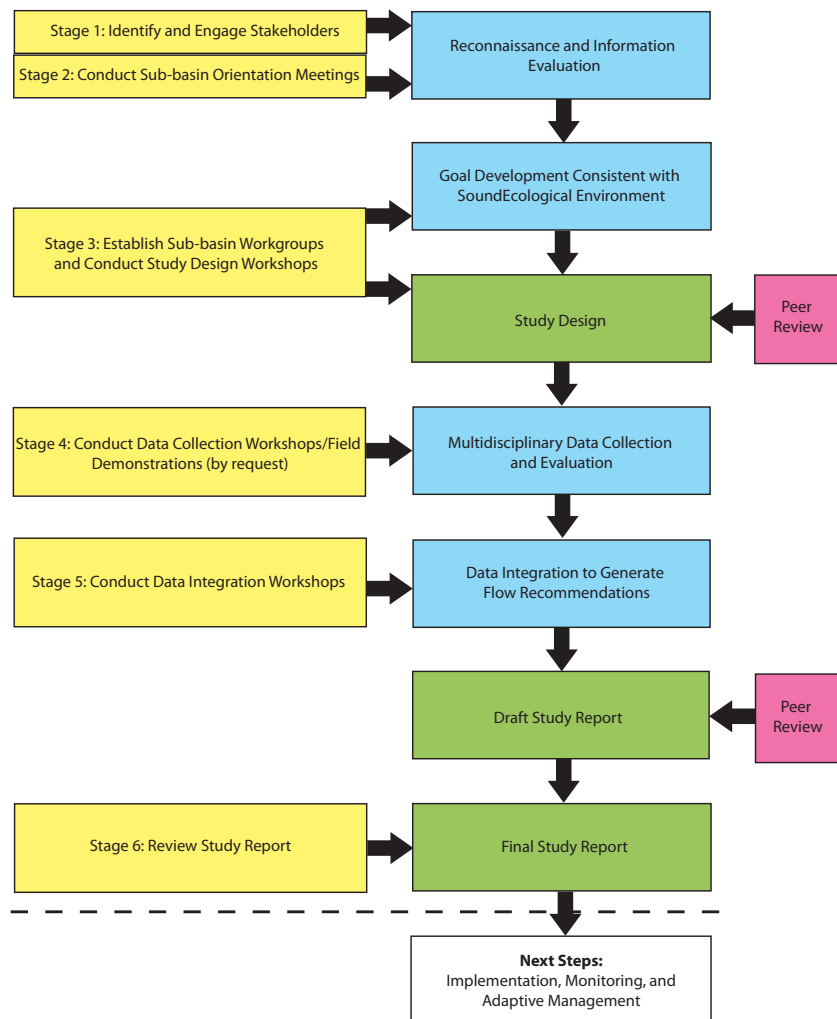 Stage 1: Identify and Engage Stakeholders
Reconnaissance and Information
Evaluation
Stage 2: Conduct Sub-basin Orientation Meetings
Goal Development Consistent with
SoundEcological Environment
Stage 3: Establish Sub-basin Workgroups
and Conduct Study Design Workshops
Study Design
Peer
Review
Stage 4: Conduct Data Collection Workshops/Field
Demonstrations (by request)
Multidisciplinary Data Collection
and Evaluation
Stage 5: Conduct Data Integration Workshops
Data Integration to Generate
Flow Recommendations
Draft Study Report
Peer
Review
Stage 6: Review Study Report
Final Study Report
Next Steps:
Implementation, Monitoring, and
Adaptive Management